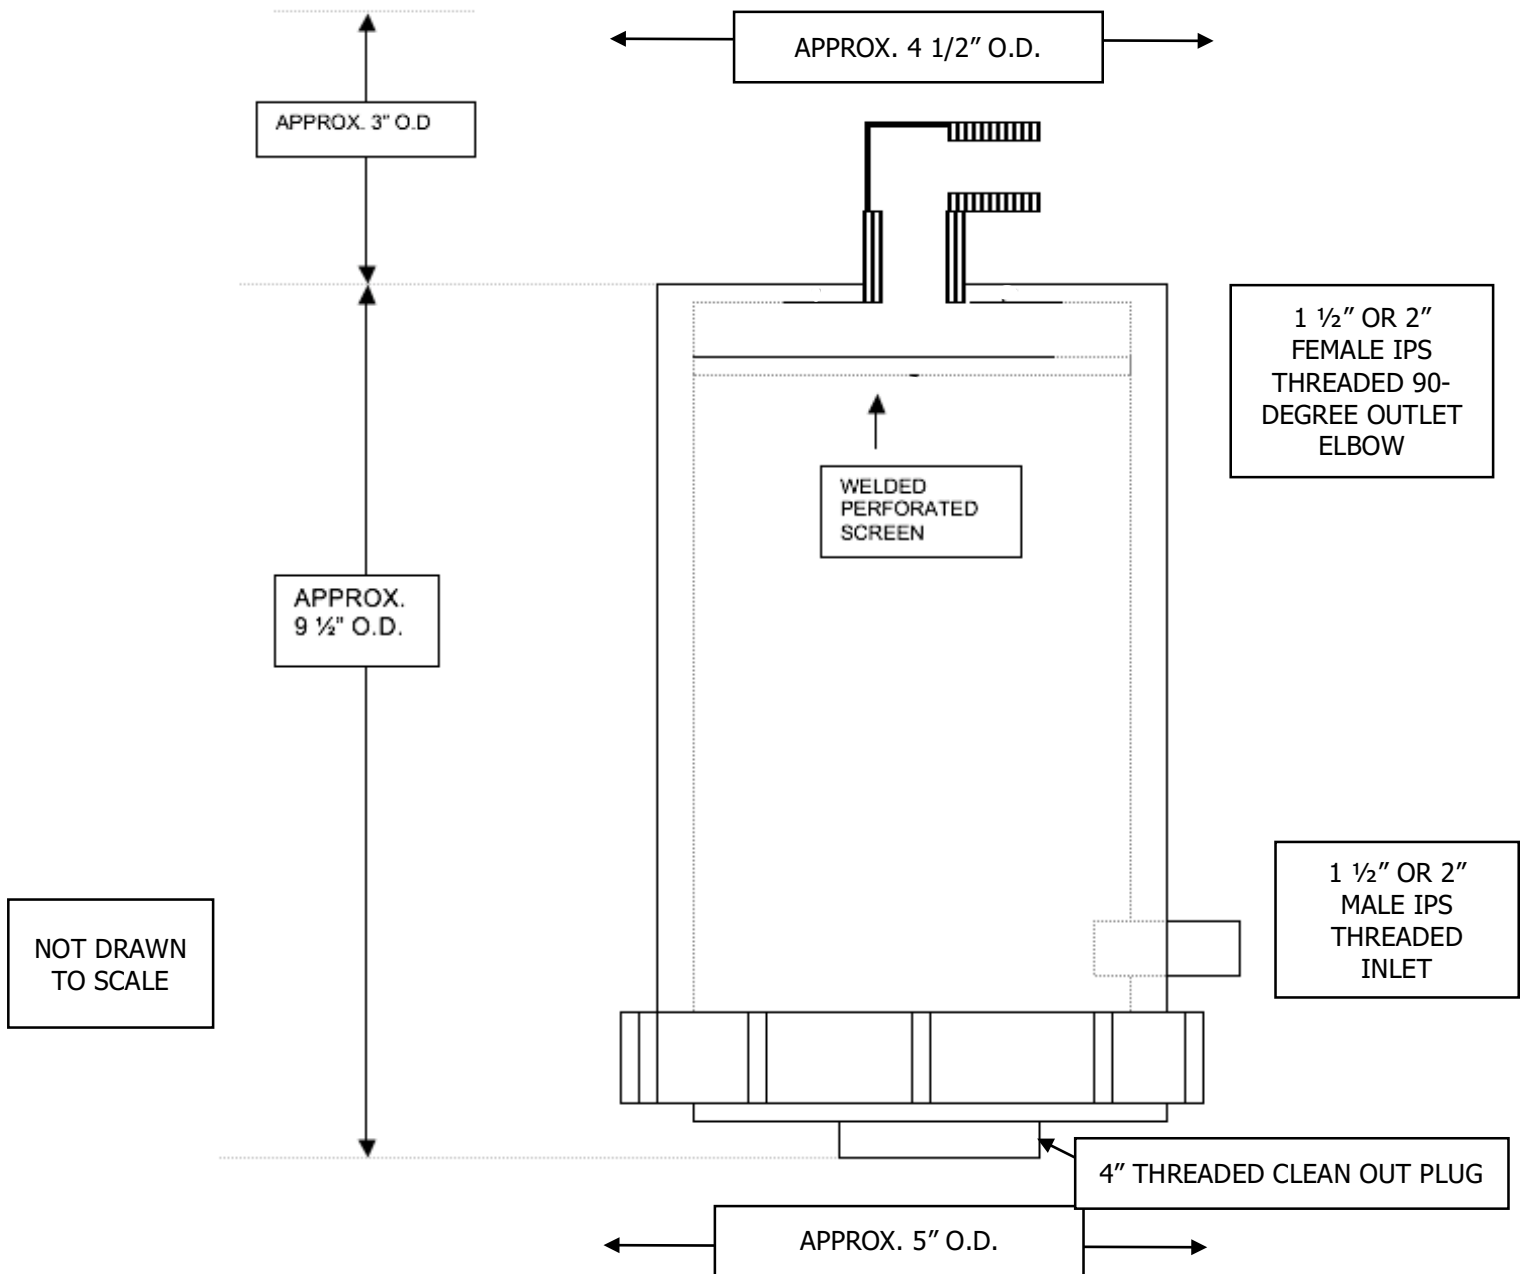 APPROX. 4 1/2” O.D.
APPROX. 3" O.D
1 ½” OR 2”
FEMALE IPS
THREADED 90-
DEGREE OUTLET
ELBOW
WELDED
PERFORATED
SCREEN
APPROX.
9 ½" O.D.
1 ½” OR 2”
MALE IPS
THREADED
INLET
NOT DRAWN
TO SCALE
4” THREADED CLEAN OUT PLUG
APPROX. 5” O.D.